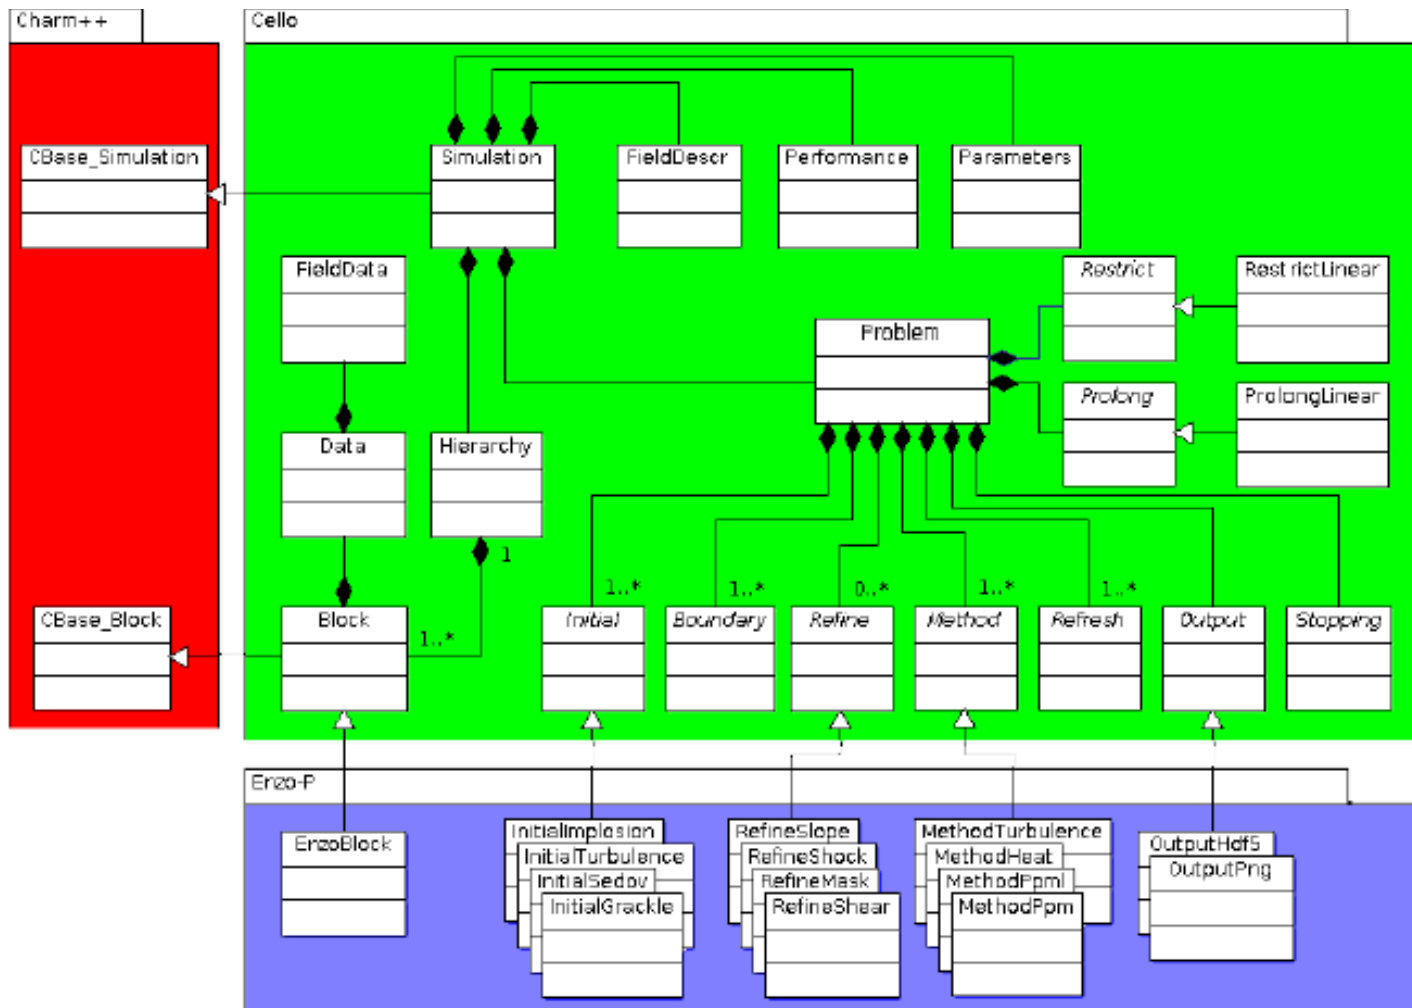 Charm++
Cello
CBase_Simulation
Simulation
FieldDescr
Performance
Parameters
FieldData
Restrict
RestrictLinear
Problem
Prolong
ProlongLinear
Data
Hierarchy
1
1..*
1..*
0..*
1..*
1..*
CBase_Block
Block
1..*
Initial
Boundary
Refine
Method
Refresh
Output
Stopping
Enzo-P
EnzoBlock
InitialImplosion
InitialTurbulence
InitialSedov
InitialGrackle
RefineSlope
RefineShock
RefineMask
RefineShear
MethodTurbulence
MethodHeat
MethodPpml
MethodPpm
OutputHdf5
OutputPng